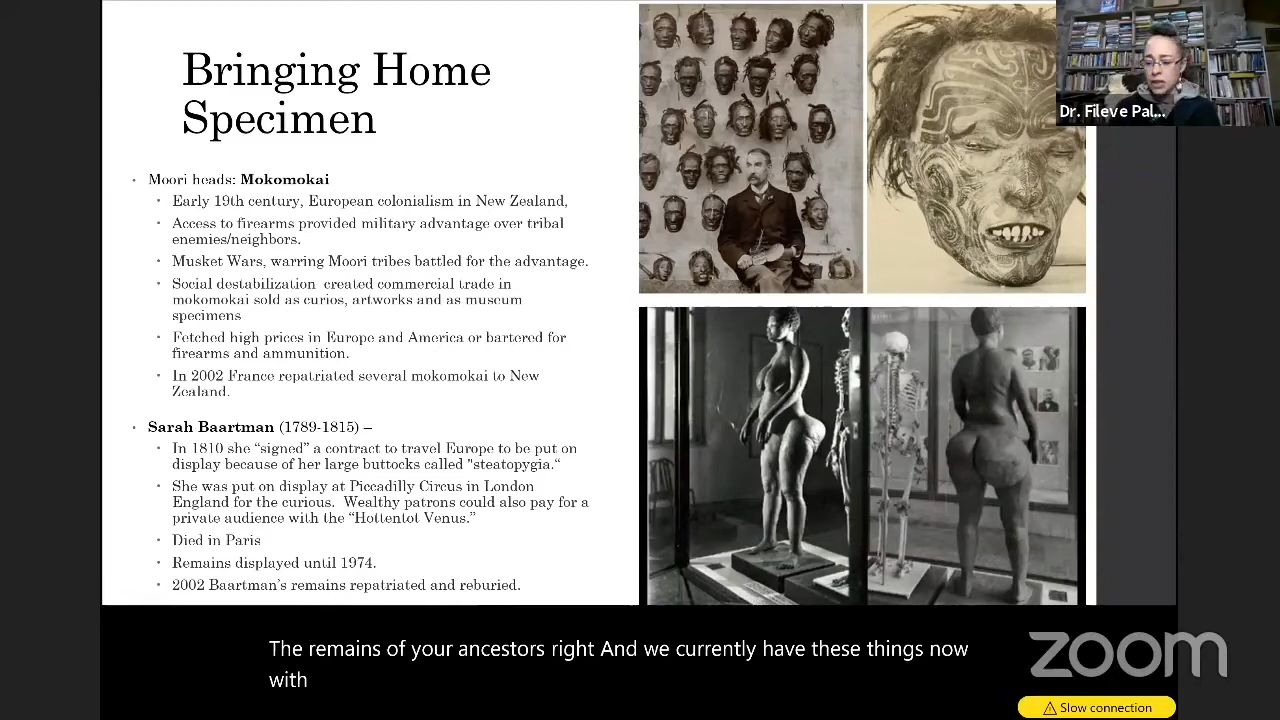 Bringing Home
Specimen
• Moori heads: Mokomokai
• Early 19th century, European colonialism in New Zealand,
• Access to firearms provided military advantage over tribal
enemies/neighbors.
• Musket Wars, warring Moori tribes battled for the advantage.
• Social destabilization created commercial trade in
mokomokai sold as curios, artworks and as museum
specimens
• Fetched high prices in Europe and America or bartered for
firearms and ammunition.
• In 2002 France repatriated several mokomokai to New
Zealand.
• Sarah Baartman (1789-1815) –
• In 1810 she “signed” a contract to travel Europe to be put on
display because of her large buttocks called "steatopygia.“
• She was put on display at Piccadilly Circus in London
England for the curious. Wealthy patrons could also pay for a
private audience with the “Hottentot Venus.”
• Died in Paris
• Remains displayed until 1974.
• 2002 Baartman’s remains repatriated and reburied.
Dr. Fileve Pal...
The remains of your ancestors right And we currently have these things now
with
zoom
Slow connection